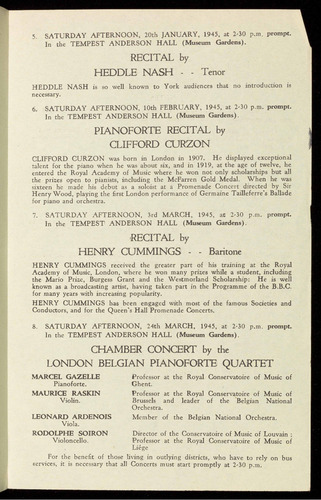 5. SATURDAY AFTERNOON, 20th JANUARY, 1945, at 2-30 p.m. prompt.
In the TEMPEST ANDERSON HALL (Museum Gardens).
RECITAL by
HEDDLE NASH - - Tenor
HEDDLE NASH is so well known to York audiences that no introduction is
necessary.
6. SATURDAY AFTERNOON, 10th FEBRUARY, 1945, at 2-30 p.m. prompt.
In the TEMPEST ANDERSON HALL (Museum Gardens).
PIANOFORTE RECITAL by
CLIFFORD CURZON
CLIFFORD CURZON was born in London in 1907. He displayed exceptional
talent for the piano when he was about six, and in 1919, at the age of twelve, he
entered the Royal Academy of Music where he won not only scholarships but all
the prizes open to pianists, including the McFarren Gold Medal. When he was
sixteen he made his debut as a soloist at a Promenade Concert directed by Sir
Henry Wood, playing the first London performance of Germaine Tailleferre's Ballade
for piano and orchestra.
7. SATURDAY AFTERNOON, 3rd MARCH, 1945, at 2-30 p.m. prompt.
In the TEMPEST ANDERSON HALL (Museum Gardens).
RECITAL by
HENRY CUMMINGS - - Baritone
HENRY CUMMINGS received the greater part of his training at the Royal
Academy of Music, London, where he won many prizes while a student, including
the Mario Prize, Burgess Grant and the Westmorland Scholarship: He is well
known as a broadcasting artist, having taken part in the Programme of the B.B.C.
for many years with increasing popularity.
HENRY CUMMINGS has been engaged with most of the famous Societies and
Conductors, and for the Queen's Hall Promenade Concerts.
8. SATURDAY AFTERNOON, 24th MARCH, 1945, at 2-30 p.m. prompt.
In the TEMPEST ANDERSON HALL (Museum Gardens).
CHAMBER CONCERT by the
LONDON BELGIAN PIANOFORTE QUARTET
MARCEL GAZELLE Professor at the Royal Conservatoire of Music of
Pianoforte. Ghent.
MAURICE RASKIN Professor at the Royal Conservatoire of Music of
Violin. Brussels and leader of the Belgian National
Orchestra.
LEONARD ARDENOIS Member of the Belgian National Orchestra.
Viola.
RODOLPHE SOIRON Director of the Conservatoire of Music of Louvain ;
Violoncello. Professor at the Royal Conservatoire of Music of
Liége
For the benefit of those living in outlying districts, who have to rely on bus
services, it is necessary that all Concerts must start promptly at 2-30 p.m.